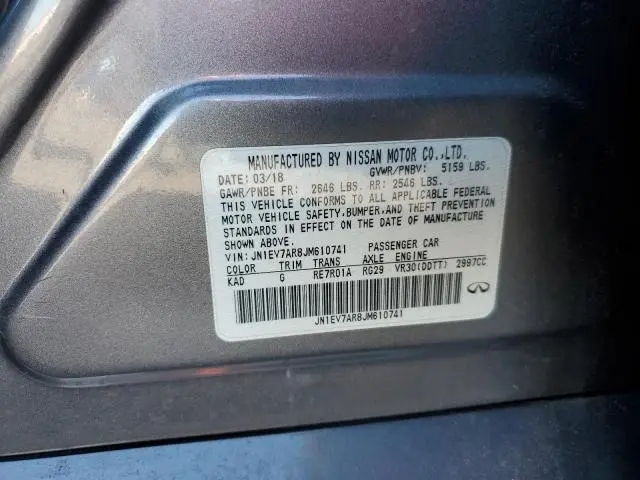 MANUFACTURED BY NISSAN MOTOR CO.,LTD.
DATE: 03/18 GVWR/PNBV: 5159 LBS.
GAWR/PNBE FR: 2646 LBS. RR: 2546 LBS.
THIS VEHICLE CONFORMS TO ALL APPLICABLE FEDERAL
MOTOR VEHICLE SAFETY,BUMPER,AND THEFT PREVENTION
STANDARDS IN EFFECT ON THE DATE OF MANUFACTURE
SHOWN ABOVE.
VIN: JN1EV7AR8JM610741 PASSENGER CAR
COLOR TRIM TRANS AXLE ENGINE
KAD G RE7R01A RG29 VR30(DDTT) 2997CC
JN1EV7AR8JM610741